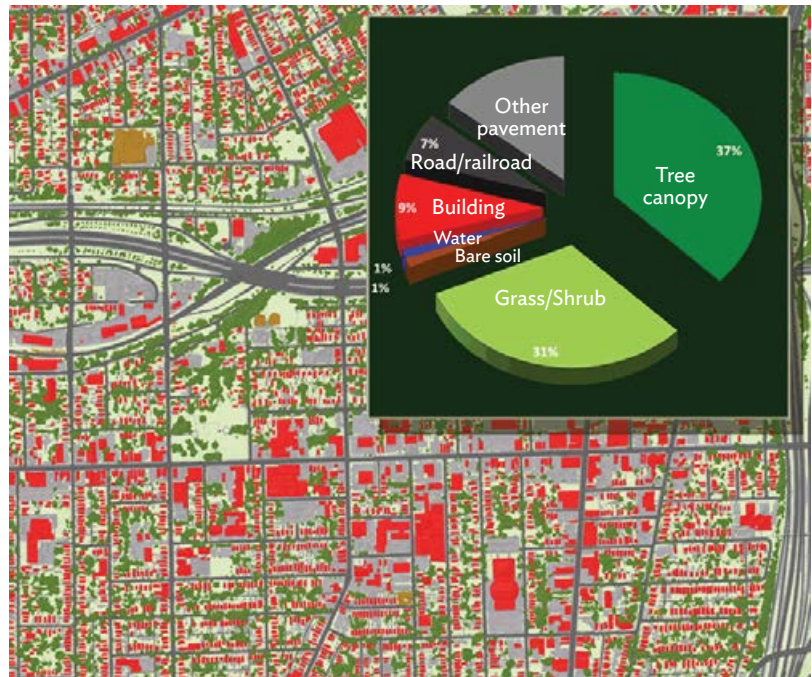 Other
pavement
7%
Road/railroad
37%
Tree
canopy
9%
Building
Water
Bare soil
1%
1%
Grass/Shrub
31%